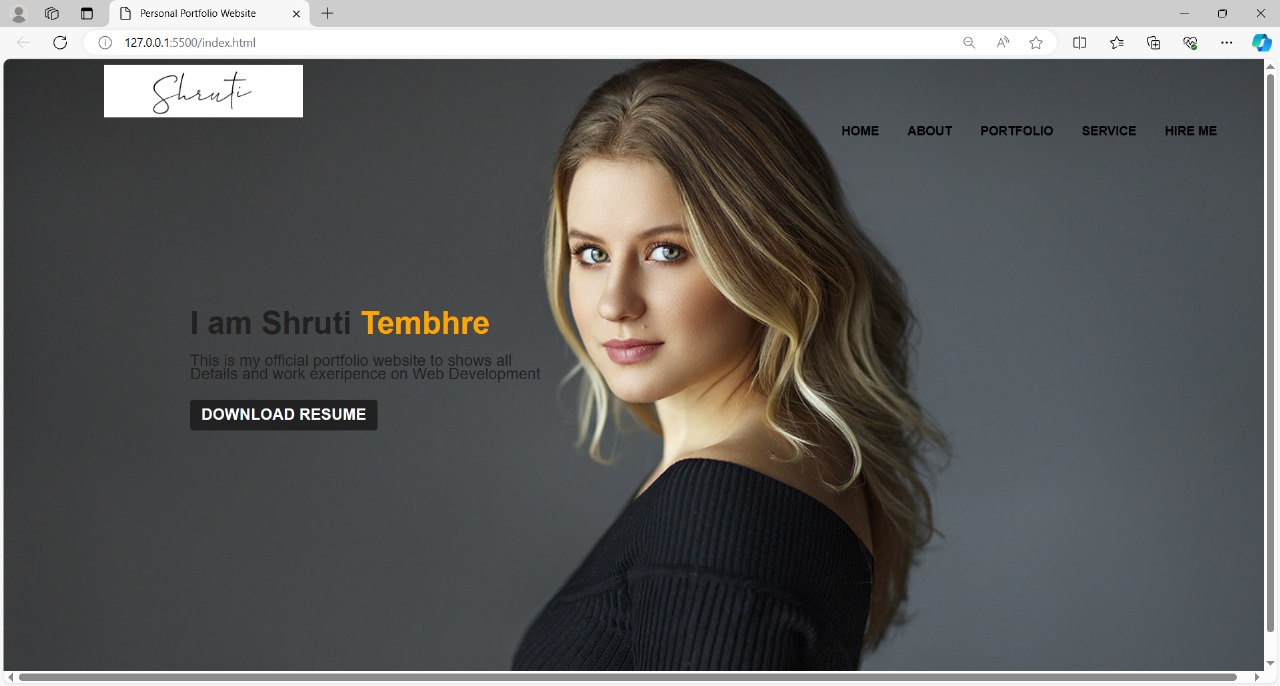 Personal Portfolio Website
127.0.0.1:5500/index.html
Shruti
HOME ABOUT PORTFOLIO SERVICE HIRE ME
I am Shruti Tembhre
This is my official portfolio website to shows all
Details and work exeripence on Web Development
DOWNLOAD RESUME